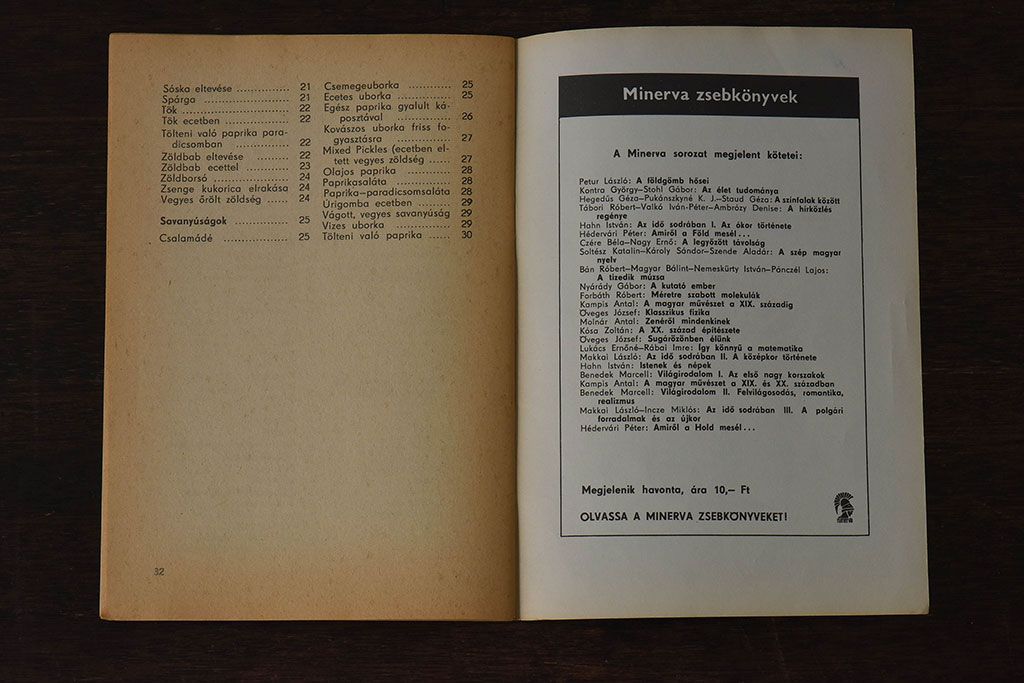 Sóska eltevése .............. 21
Spárga .................... 21
Tök ........................ 22
Tök ecetben ................ 22
Tölteni való paprika para-
dicsomban .............. 22
Zöldbab eltevése ........ 22
Zöldbab ecettel ............ 23
Zöldborsó .................. 24
Zsenge kukorica elrakása 24
Vegyes őrölt zöldség ...... 24
Savanyúságok 25
Csalamádé ................ 25
Csemegeuborka .......... 25
Ecetes uborka .............. 25
Egész paprika gyalult ká-
posztával .............. 26
Kovászos uborka friss fo-
gyasztásra .............. 27
Mixed Pickles (ecetben el-
tett vegyes zöldség ...... 27
Olajos paprika ............ 28
Paprikasaláta .............. 28
Paprika—paradicsomsaláta 28
Úrigomba ecetben ........ 29
Vágott, vegyes savanyúság 29
Vizes uborka .............. 29
Tölteni való paprika ...... 30
32
Minerva zsebkönyvek
A Minerva sorozat megjelent kötetei:
Petur László: A földgömb hősei
Kontra György—Stohl Gábor: Az élet tudománya
Hegedűs Géza—Pukánszkyné K. J.—Staud Géza: A színfalak között
Tábori Róbert—Valkó Iván Péter—Ambrózy Denise: A hírközlés
regénye
Hahn István: Az idő sodrában I. Az ókor története
Hédervári Péter: Amiről a Föld mesél...
Czére Béla—Nagy Ernő: A legyőzött távolság
Soltész Katalin—Károly Sándor—Szende Aladár: A szép magyar
nyelv
Bán Róbert—Magyar Bálint—Nemeskürty István—Pánczél Lajos:
A tizedik múzsa
Nyárády Gábor: A kutató ember
Forbáth Róbert: Méretre szabott molekulák
Kampis Antal: A magyar művészet a XIX. századig
Öveges József: Klasszikus fizika
Molnár Antal: Zenéről mindenkinek
Kósa Zoltán: A XX. század építészete
Öveges József: Sugárözönben élünk
Lukács Ernőné—Rábai Imre: Így könnyű a matematika
Makkai László: Az idő sodrában II. A középkor története
Hahn István: Istenek és népek
Benedek Marcell: Világirodalom I. Az első nagy korszakok
Kampis Antal: A magyar művészet a XIX. és XX. században
Benedek Marcell: Világirodalom II. Felvilágosodás, romantika,
realizmus
Makkai László—Incze Miklós: Az idő sodrában III. A polgári
forradalmak és az újkor
Hédervári Péter: Amiről a Hold mesél...
Megjelenik havonta, ára 10,— Ft
OLVASSA A MINERVA ZSEBKÖNYVEKET!
MINERVA